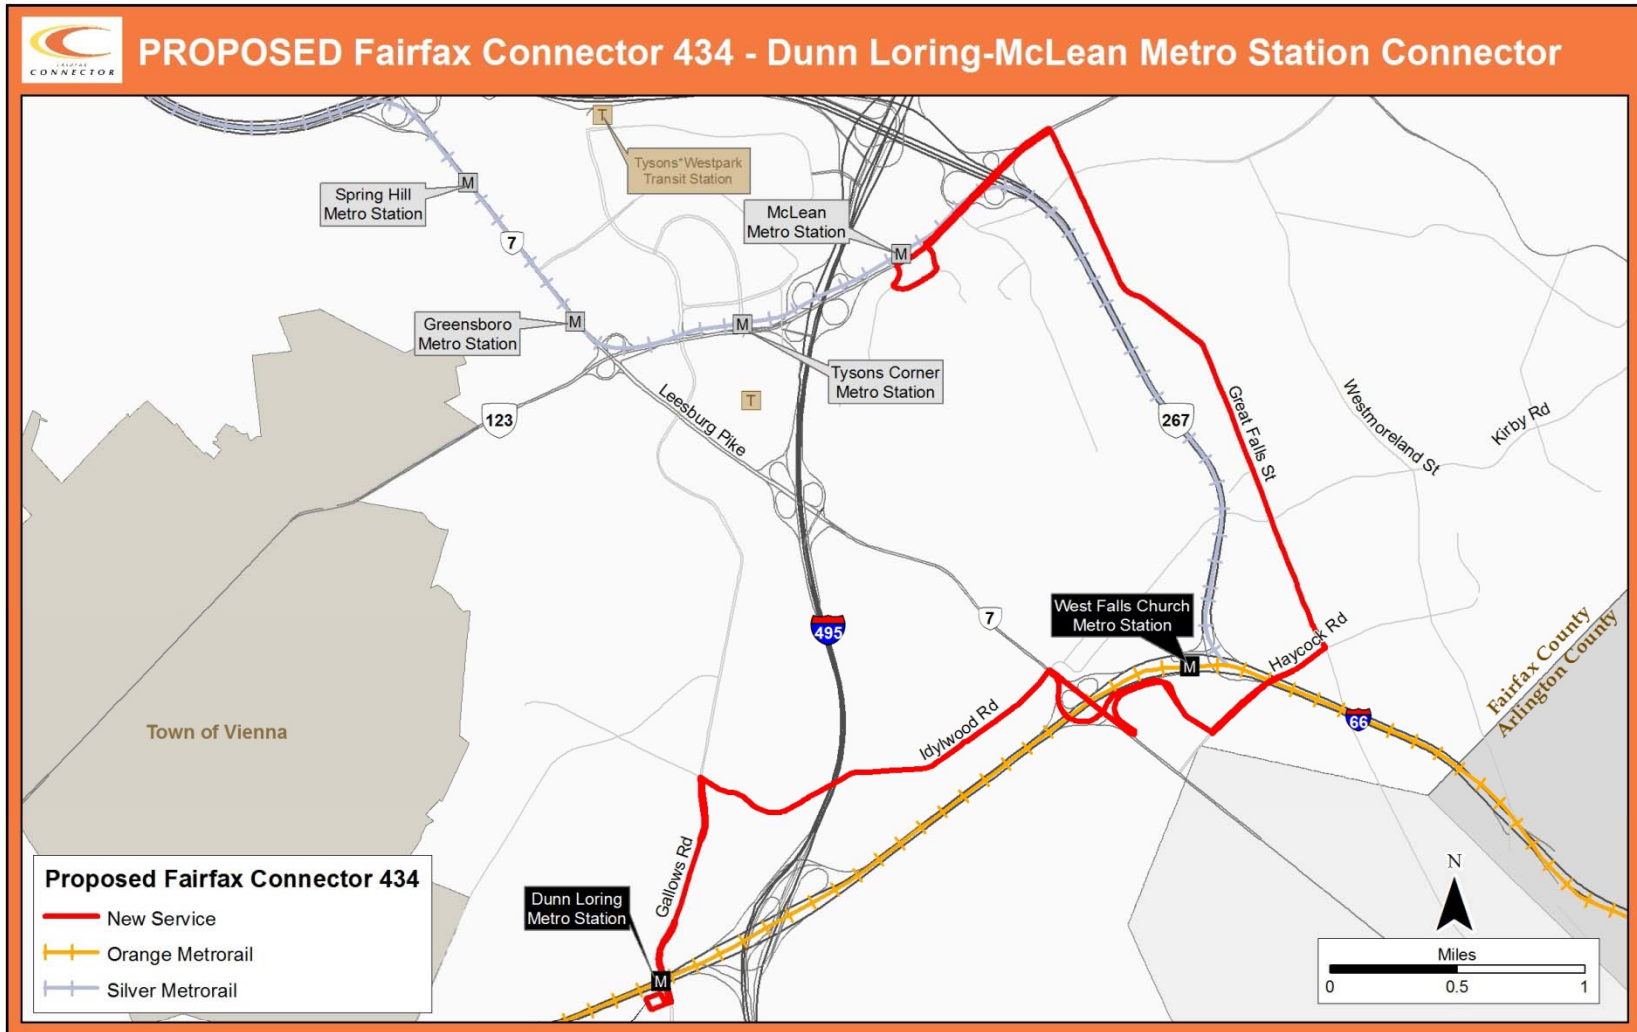 FAIRFAX
CONNECTOR
PROPOSED Fairfax Connector 434 - Dunn Loring-McLean Metro Station Connector
T
Tysons*Westpark
Transit Station
Spring Hill
Metro Station
M
McLean
Metro Station
M
7
Greensboro
Metro Station
M
M
Tysons Corner
Metro Station
T
123
Leesburg Pike
267
Great Falls St
Westmoreland St
Kirby Rd
495
7
West Falls Church
Metro Station
M
Haycock Rd
Fairfax County
Arlington County
66
Idylwood Rd
Town of Vienna
Gallows Rd
Dunn Loring
Metro Station
M
Proposed Fairfax Connector 434
New Service
Orange Metrorail
Silver Metrorail
N
Miles
0 0.5 1